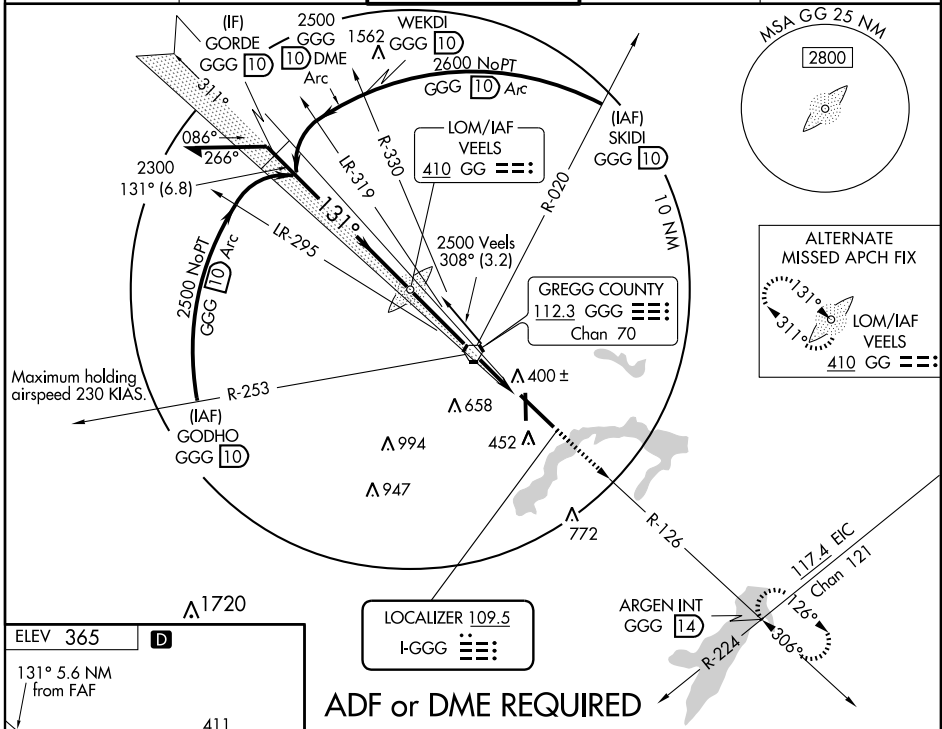 (IF)
GORDE
GGG 10
2500
GGG
10 DME
Arc
1562
WEKDI
GGG 10
2600 NoPT
GGG 10 Arc
MSA GG 25 NM
2800
311°
(IAF)
SKIDI
GGG 10
LOM/IAF
VEELS
410 GG
R-330
LR-319
R-020
10 NM
086°
266°
2300
131° (6.8)
131°
LR-295
2500 NoPT
GGG 10 Arc
2500 Veels
308° (3.2)
GREGG COUNTY
112.3 GGG
Chan 70
ALTERNATE
MISSED APCH FIX
131°
311°
LOM/IAF
VEELS
410 GG
Maximum holding
airspeed 230 KIAS.
R-253
400 ±
658
(IAF)
GODHO
GGG 10
994
452
947
772
R-126
117.4 EIC
Chan 121
1720
LOCALIZER 109.5
I-GGG
ARGEN INT
GGG 14
126°
306°
R-224
ELEV 365 D
131° 5.6 NM
from FAF
411
ADF or DME REQUIRED